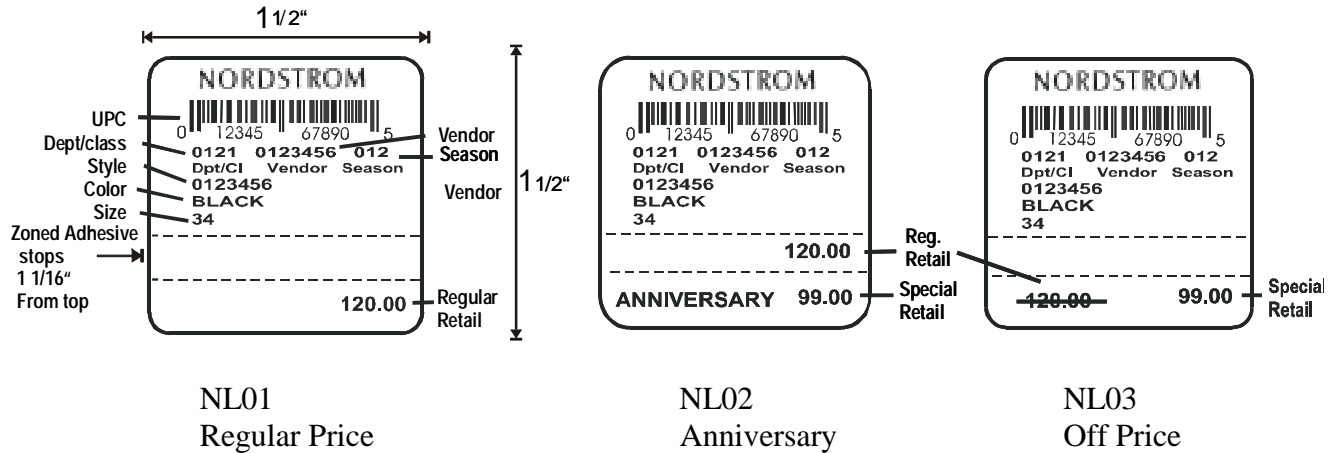 1 1/2“
NORDSTROM
0 12345 67890 5
0121 0123456 012
Dpt/Cl Vendor Season
0123456
BLACK
34
120.00
UPC
Dept/class
Style
Color
Size
Zoned Adhesive
stops
1 1/16“
From top
Vendor
Season
Vendor
Regular
Retail
1 1/2“
NORDSTROM
0 12345 67890 5
0121 0123456 012
Dpt/Cl Vendor Season
0123456
BLACK
34
120.00
ANNIVERSARY 99.00
Reg.
Retail
Special
Retail
NORDSTROM
0 12345 67890 5
0121 0123456 012
Dpt/Cl Vendor Season
0123456
BLACK
34
120.00 99.00
Special
Retail
NL01
Regular Price
NL02
Anniversary
NL03
Off Price